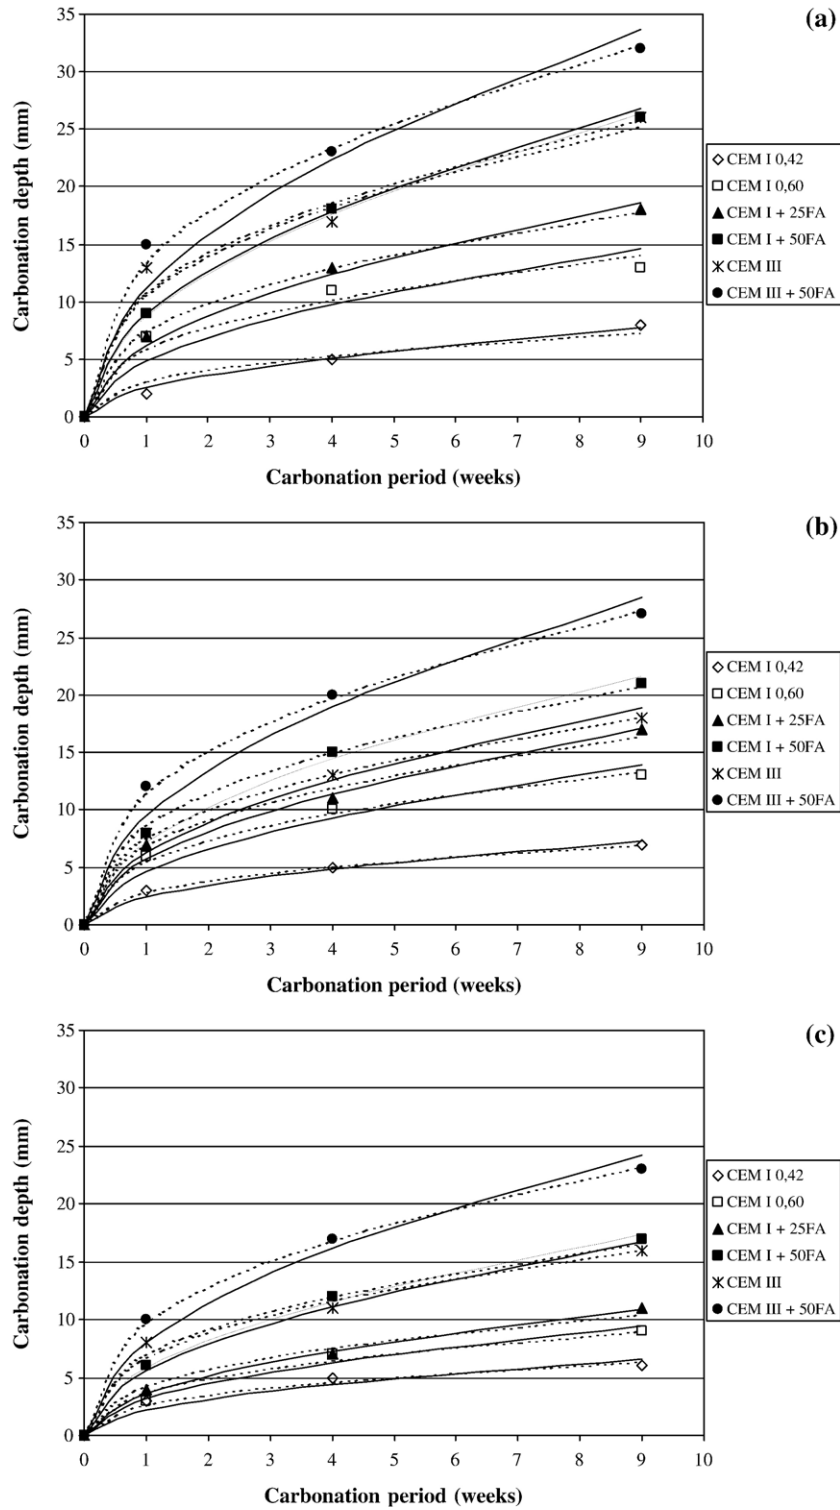 (a)
Carbonation depth (mm)
35
30
25
20
15
10
5
0
0 1 2 3 4 5 6 7 8 9 10
Carbonation period (weeks)
CEM I 0,42
CEM I 0,60
CEM I + 25FA
CEM I + 50FA
CEM III
CEM III + 50FA
(b)
Carbonation depth (mm)
35
30
25
20
15
10
5
0
0 1 2 3 4 5 6 7 8 9 10
Carbonation period (weeks)
CEM I 0,42
CEM I 0,60
CEM I + 25FA
CEM I + 50FA
CEM III
CEM III + 50FA
(c)
Carbonation depth (mm)
35
30
25
20
15
10
5
0
0 1 2 3 4 5 6 7 8 9 10
Carbonation period (weeks)
CEM I 0,42
CEM I 0,60
CEM I + 25FA
CEM I + 50FA
CEM III
CEM III + 50FA